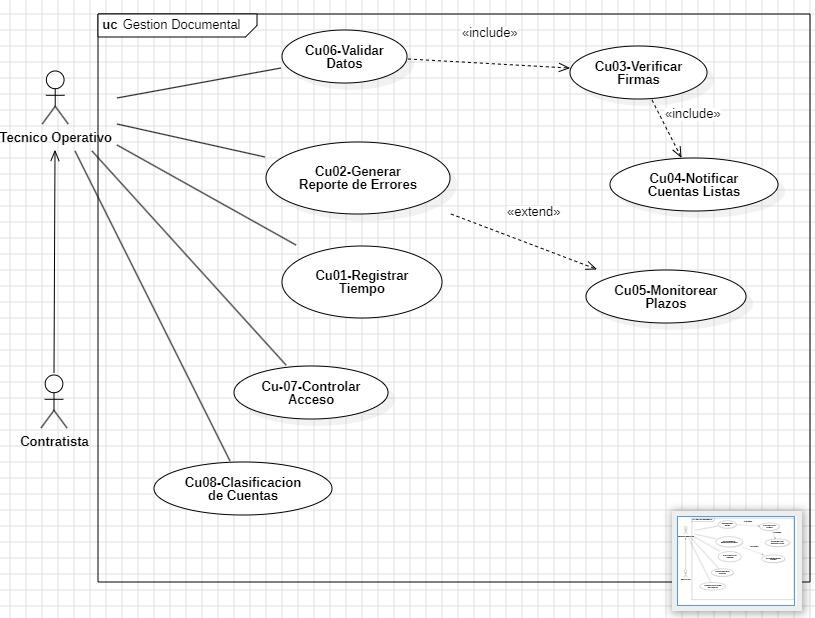 uc Gestion Documental
Cu06-Validar
Datos
«include»
Cu03-Verificar
Firmas
«include»
Tecnico Operativo
Cu02-Generar
Reporte de Errores
Cu04-Notificar
Cuentas Listas
«extend»
Cu01-Registrar
Tiempo
Cu05-Monitorear
Plazos
Cu-07-Controlar
Acceso
Contratista
Cu08-Clasificacion
de Cuentas